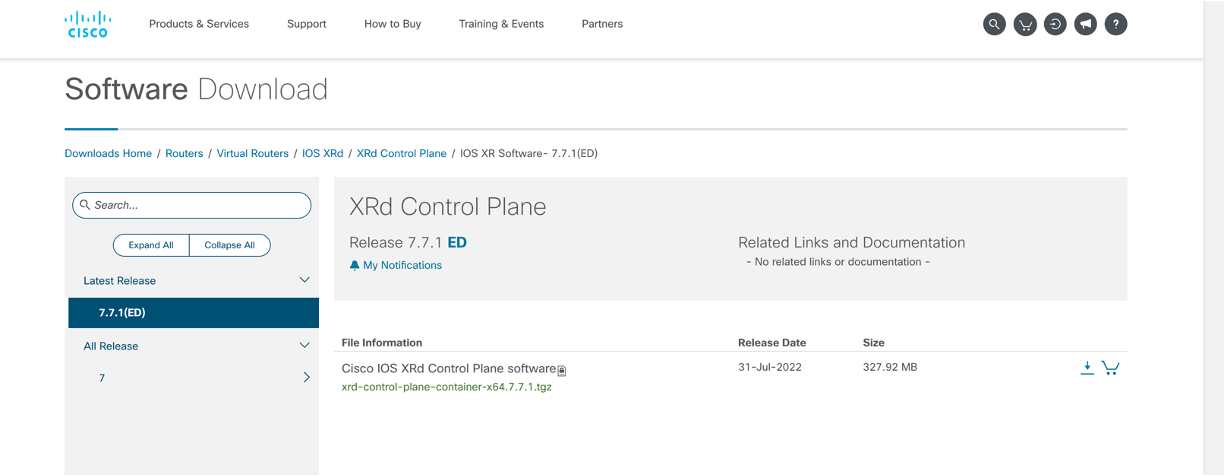 CISCO
Products & Services Support How to Buy Training & Events Partners
Software Download
Downloads Home / Routers / Virtual Routers / IOS XRd / XRd Control Plane / IOS XR Software- 7.7.1(ED)
Search...
Expand All Collapse All
Latest Release
7.7.1(ED)
All Release
7
XRd Control Plane
Release 7.7.1 ED
My Notifications
Related Links and Documentation
- No related links or documentation -
File Information Release Date Size
Cisco IOS XRd Control Plane software 31-Jul-2022 327.92 MB
xrd-control-plane-container-x64.7.7.1.tgz